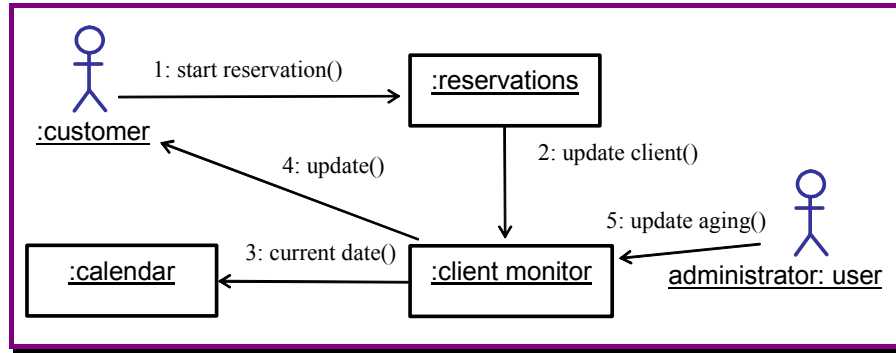 1: start reservation()
:reservations
:customer
2: update client()
4: update()
5: update aging()
3: current date()
:calendar
:client monitor
administrator: user